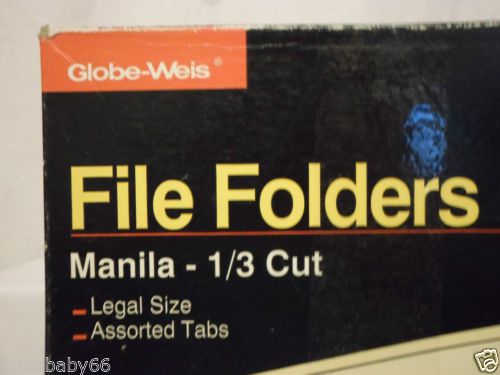 Globe-Weis®
File Folders
Manila - 1/3 Cut
Legal Size
Assorted Tabs